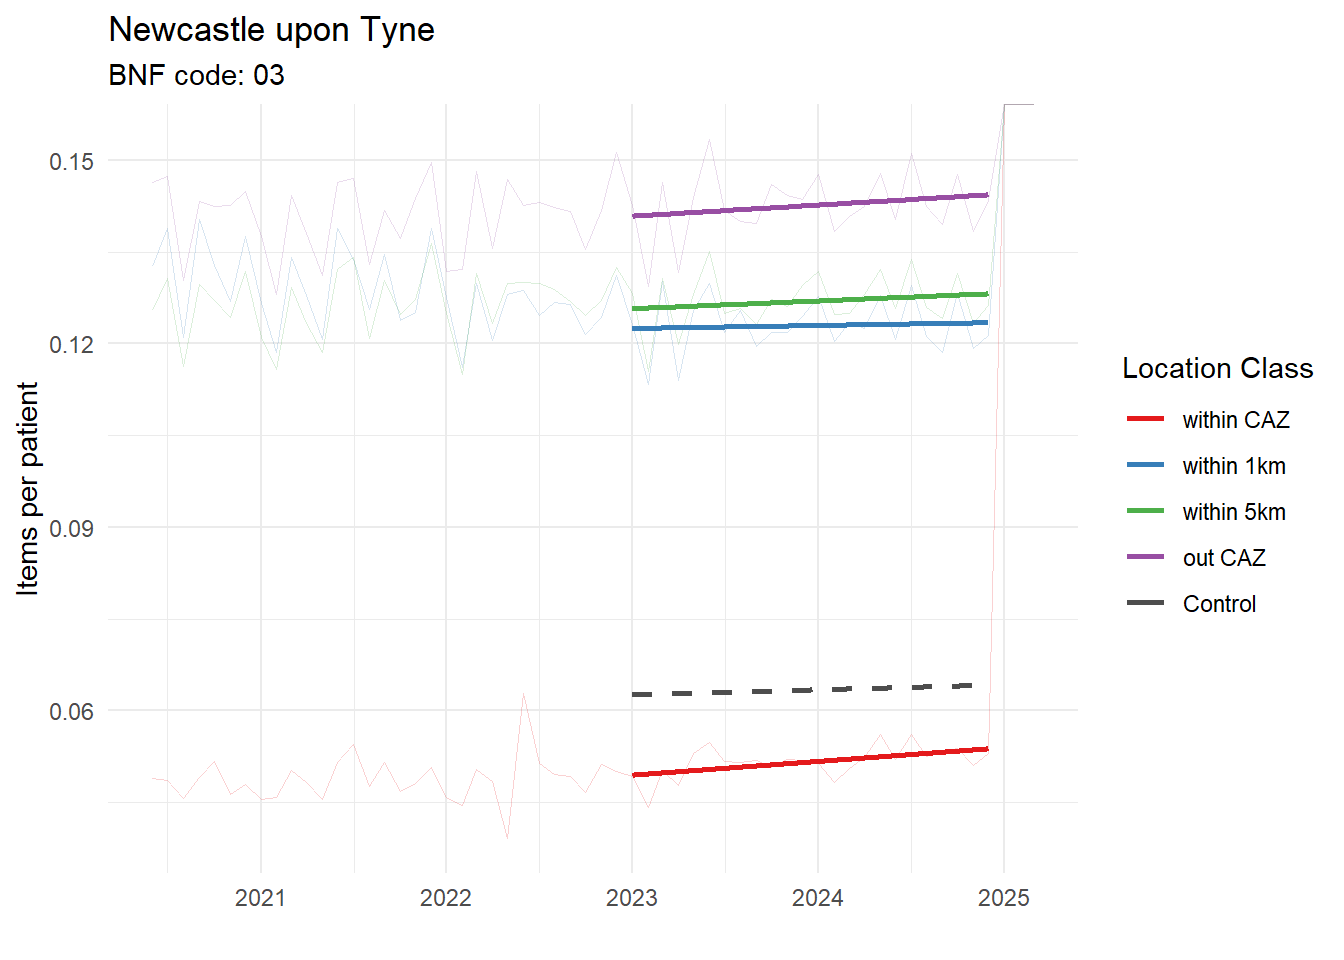 Newcastle upon Tyne
BNF code: 03
Items per patient
0.15
0.12
0.09
0.06
2021
2022
2023
2024
2025
Location Class
within CAZ
within 1km
within 5km
out CAZ
Control